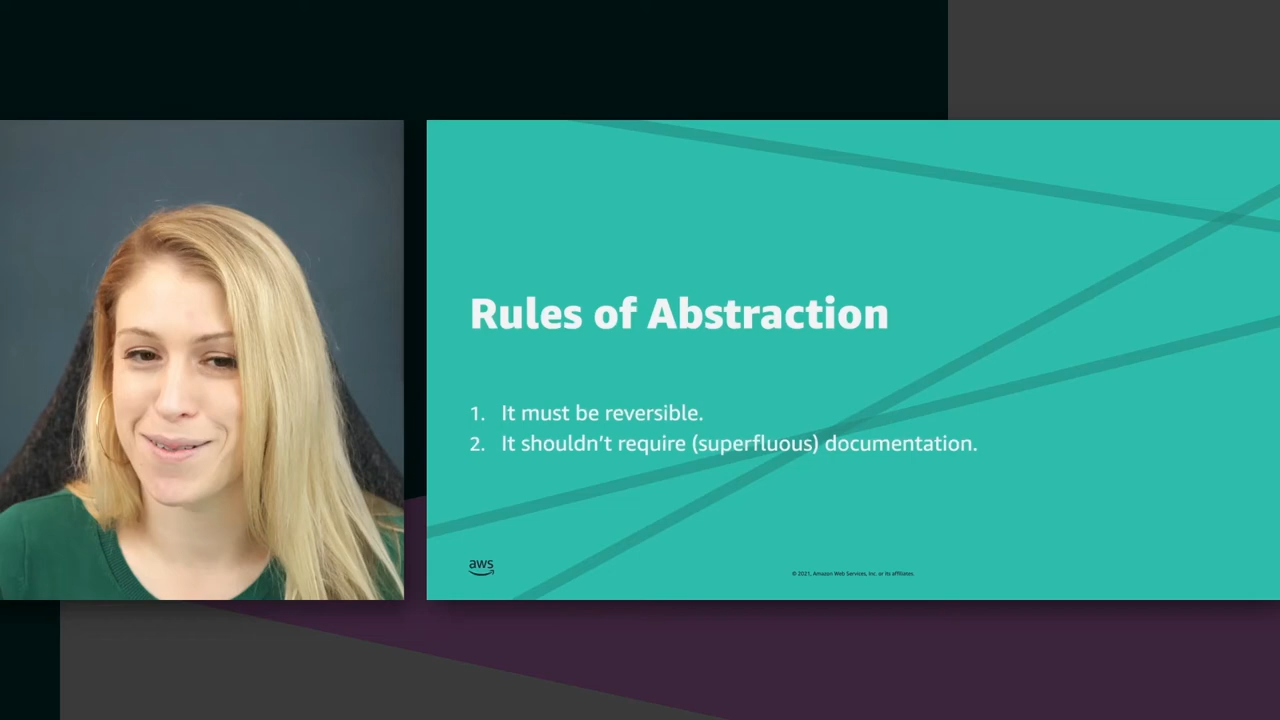 Rules of Abstraction
1. It must be reversible.
2. It shouldn’t require (superfluous) documentation.
aws
© 2021, Amazon Web Services, Inc. or its affiliates.